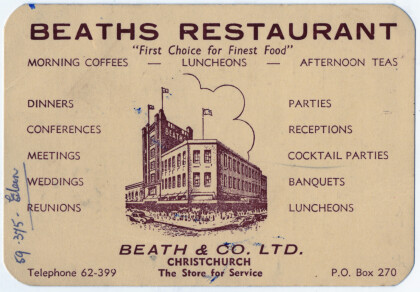 BEATHS RESTAURANT
"First Choice for Finest Food"
MORNING COFFEES — LUNCHEONS — AFTERNOON TEAS
DINNERS
CONFERENCES
MEETINGS
WEDDINGS
REUNIONS
PARTIES
RECEPTIONS
COCKTAIL PARTIES
BANQUETS
LUNCHEONS
BEATHS
BEATH & CO. LTD.
CHRISTCHURCH
Telephone 62-399 The Store for Service P.O. Box 270